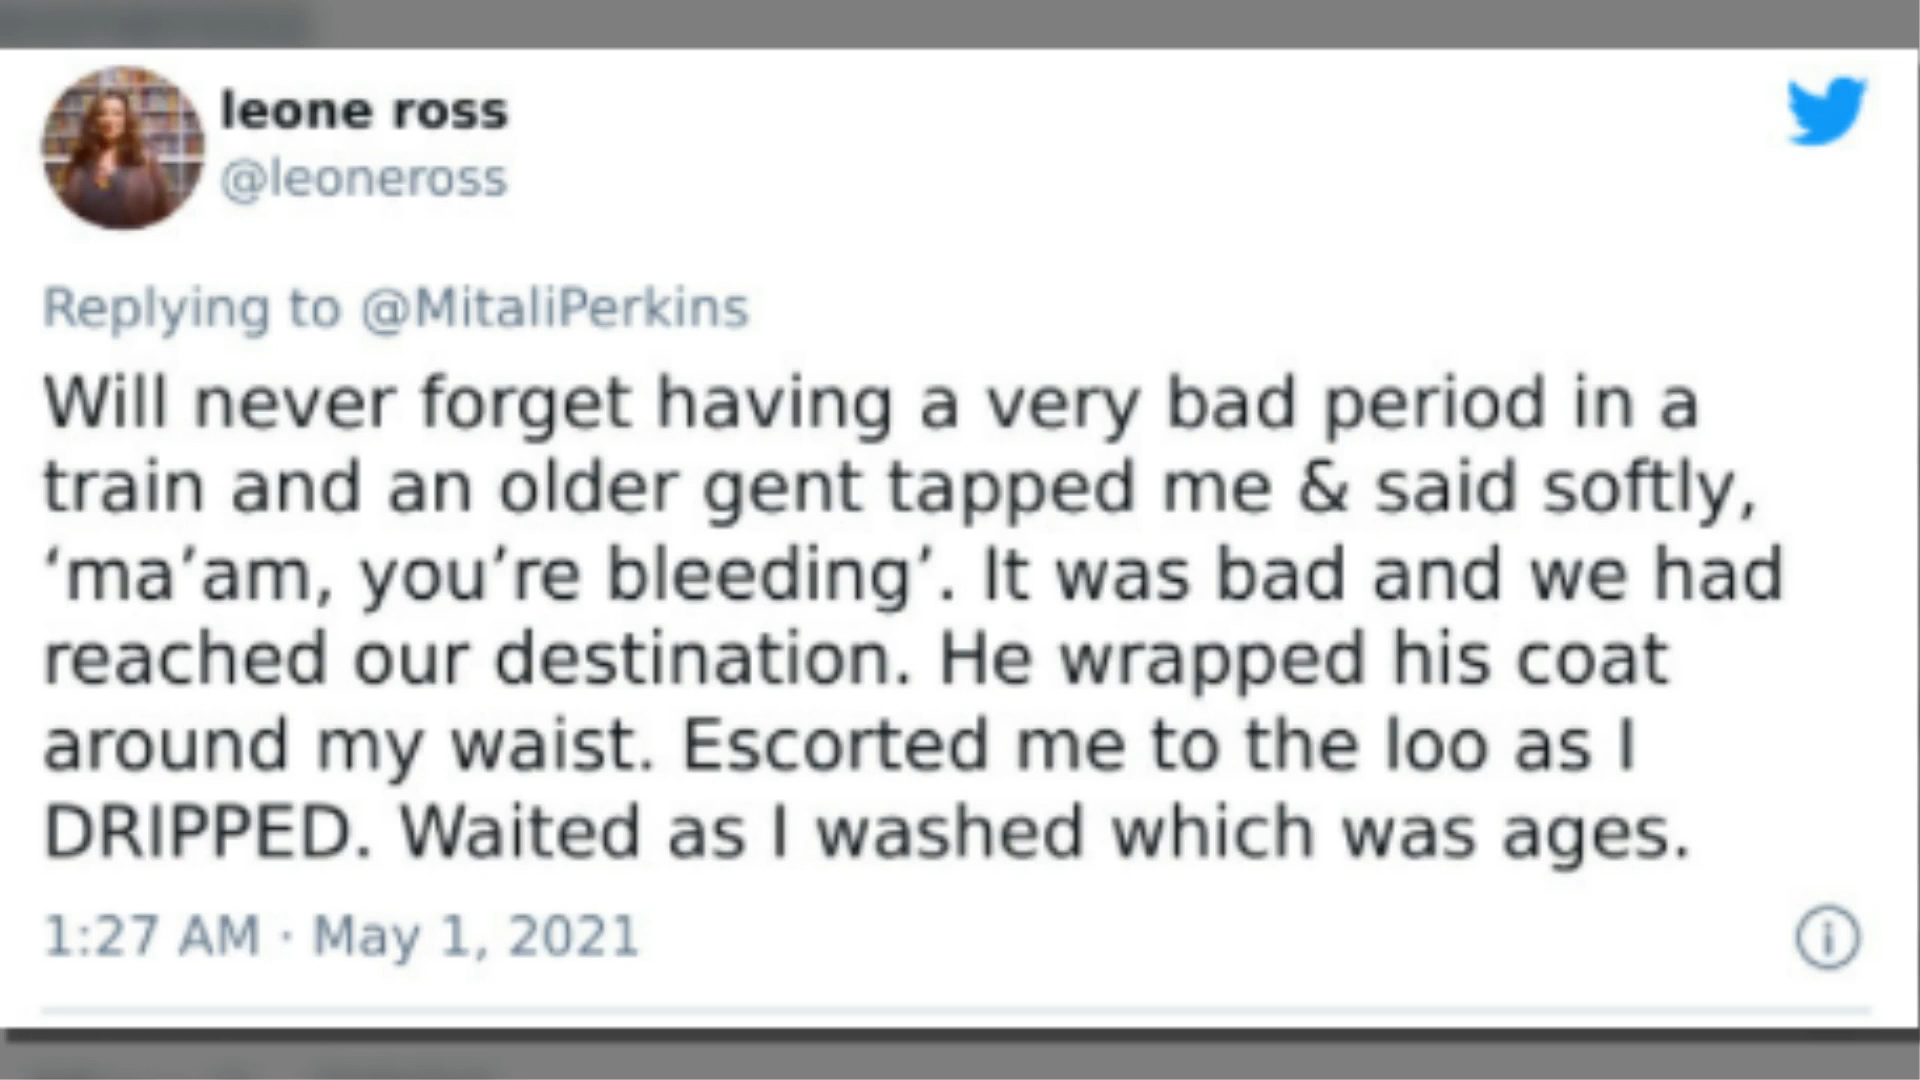 leone ross
@leoneross
Replying to @MitaliPerkins
Will never forget having a very bad period in a
train and an older gent tapped me & said softly,
‘ma’am, you’re bleeding’. It was bad and we had
reached our destination. He wrapped his coat
around my waist. Escorted me to the loo as I
DRIPPED. Waited as I washed which was ages.
1:27 AM · May 1, 2021